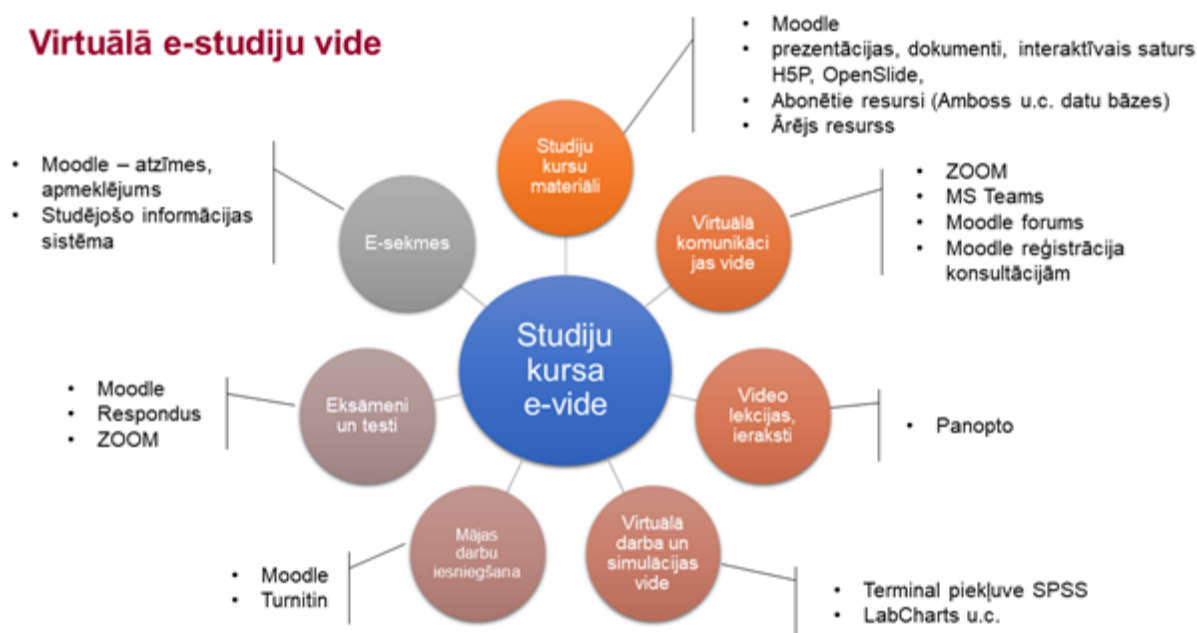 Virtuālā e-studiju vide
• Moodle
• prezentācijas, dokumenti, interaktīvais saturs
H5P, OpenSlide,
• Abonētie resursi (Amboss u.c. datu bāzes)
• Ārējs resurss
Studiju
kursu
materiāli
• Moodle – atzīmes,
apmeklējums
• Studējošo informācijas
sistēma
E-sekmes
Virtuālā
komunikāci
jas vide
• ZOOM
• MS Teams
• Moodle forums
• Moodle reģistrācija
konsultācijām
Studiju
kursa
e-vide
• Moodle
• Respondus
• ZOOM
Eksāmeni
un testi
Video
lekcijas,
ieraksti
• Panopto
Mājas
darbu
iesniegšana
• Moodle
• Turnitin
Virtuālā
darba un
simulācijas
vide
• Terminal piekļuve SPSS
• LabCharts u.c.